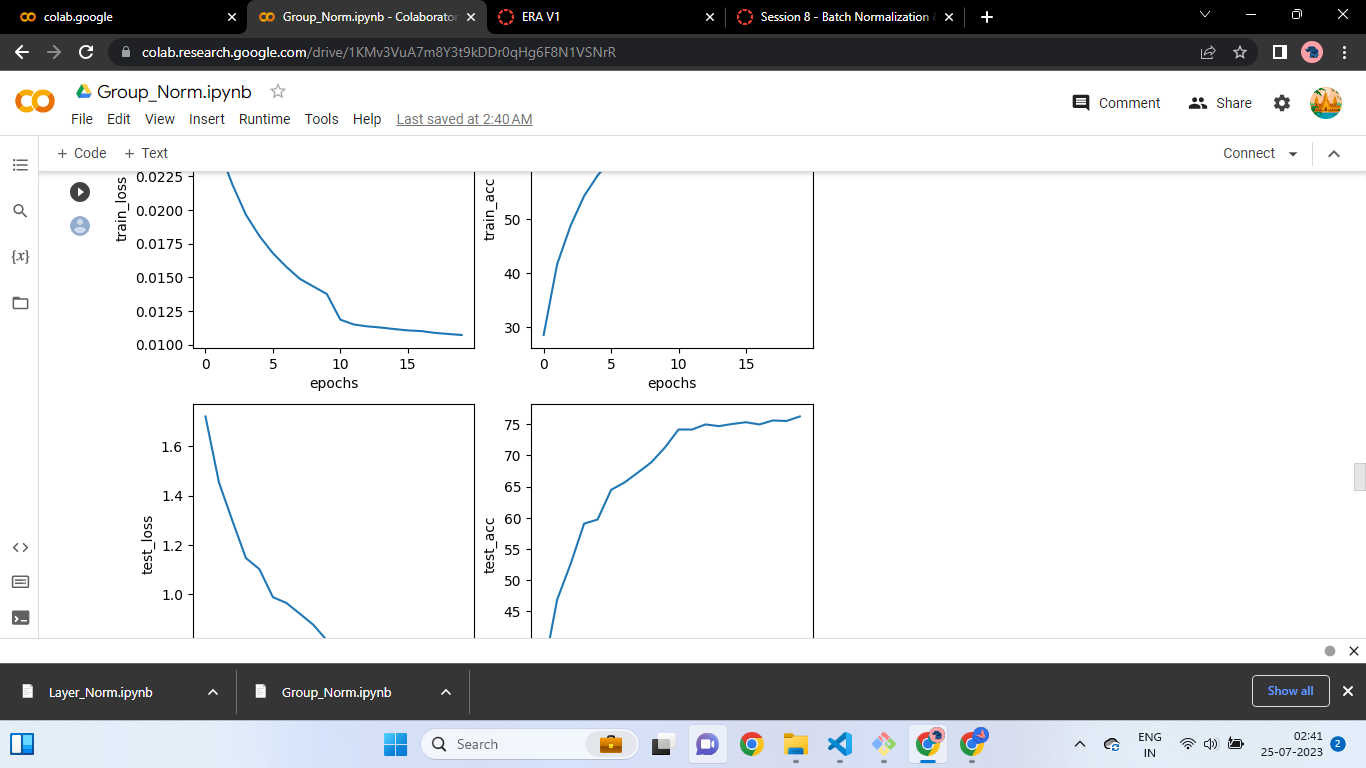 colab.google
Group_Norm.ipynb - Colaborator
ERA V1
Session 8 - Batch Normalization
colab.research.google.com/drive/1KMv3VuA7m8Y3t9kDDr0qHg6F8N1VSNrR
Group_Norm.ipynb
Comment
Share
File Edit View Insert Runtime Tools Help Last saved at 2:40 AM
+ Code + Text
Connect
train_loss
0.0225
0.0200
0.0175
0.0150
0.0125
0.0100
0 5 10 15
epochs
train_acc
50
40
30
0 5 10 15
epochs
test_loss
1.6
1.4
1.2
1.0
test_acc
75
70
65
60
55
50
45
{x}
Layer_Norm.ipynb
Group_Norm.ipynb
Show all
Search
ENG
IN
02:41
25-07-2023
2